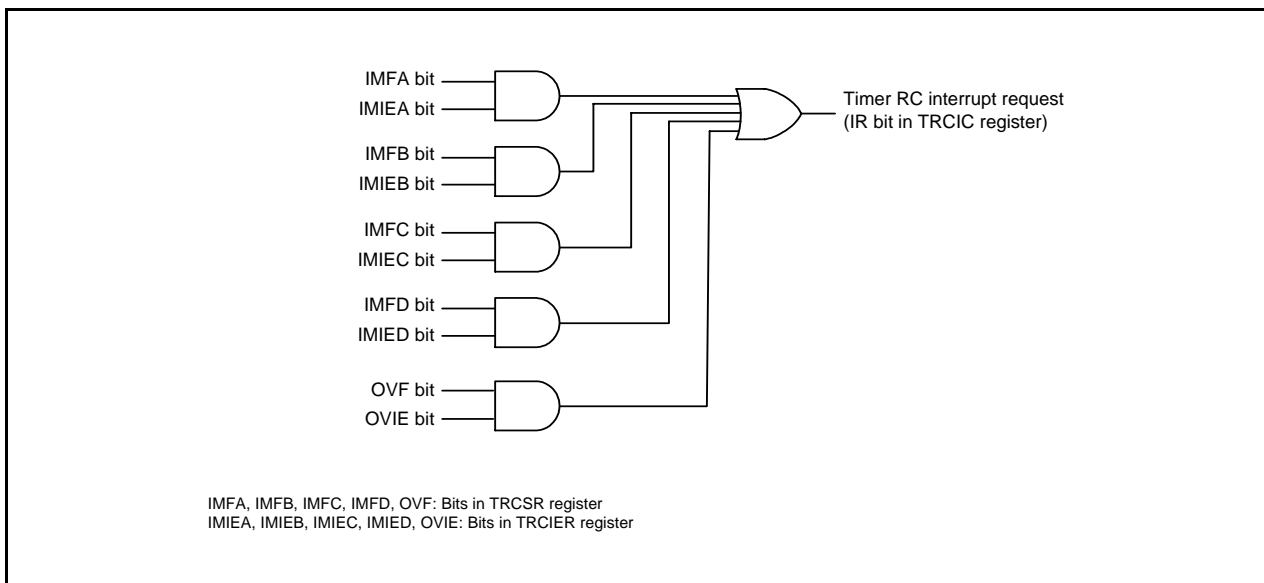 IMFA bit
IMIEA bit
Timer RC interrupt request
(IR bit in TRCIC register)
IMFB bit
IMIEB bit
IMFC bit
IMIEC bit
IMFD bit
IMIED bit
OVF bit
OVIE bit
IMFA, IMFB, IMFC, IMFD, OVF: Bits in TRCSR register
IMIEA, IMIEB, IMIEC, IMIED, OVIE: Bits in TRCIER register